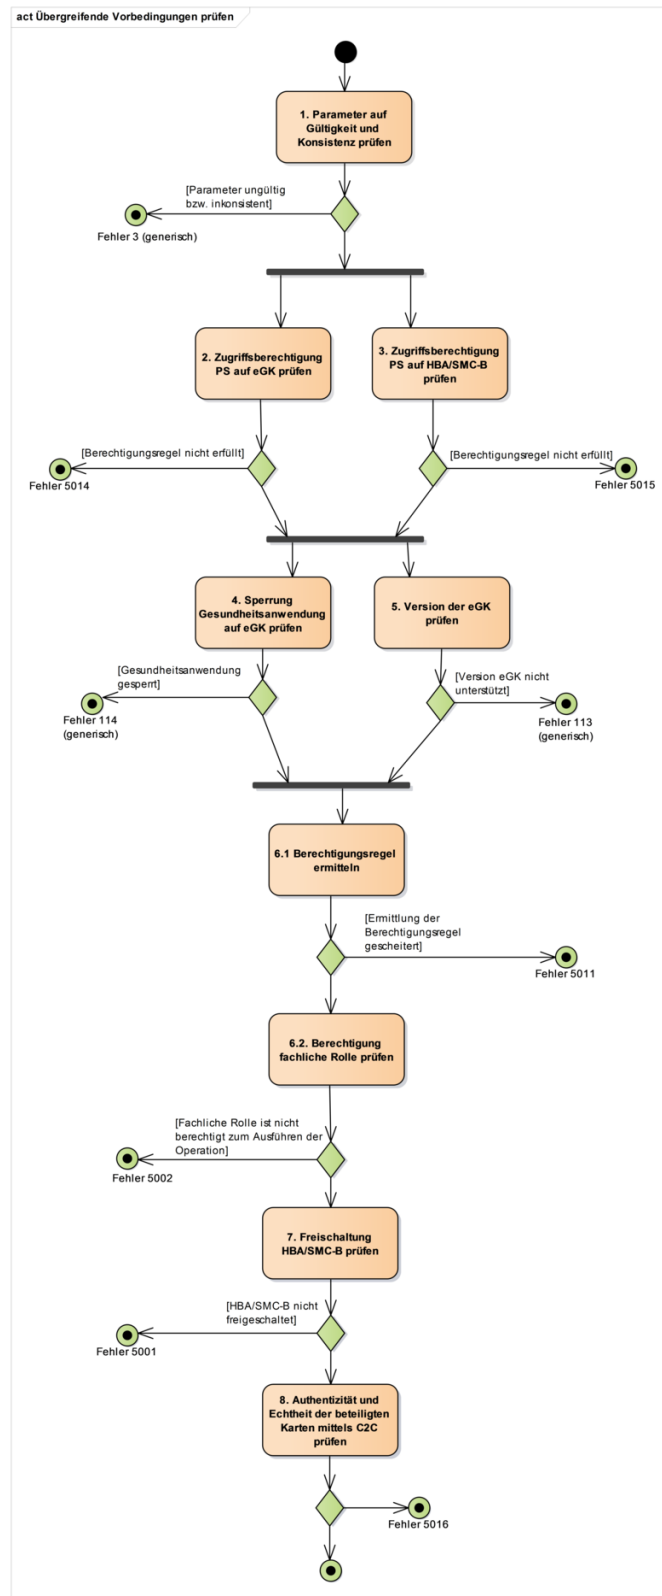 act Übergreifende Vorbedingungen prüfen
1. Parameter auf
Gültigkeit und
Konsistenz prüfen
[Parameter ungültig
bzw. inkonsistent]
Fehler 3 (generisch)
2. Zugriffsberechtigung
PS auf eGK prüfen
3. Zugriffsberechtigung
PS auf HBA/SMC-B
prüfen
[Berechtigungsregel nicht erfüllt]
Fehler 5014
[Berechtigungsregel nicht erfüllt]
Fehler 5015
4. Sperrung
Gesundheitsanwendung
auf eGK prüfen
5. Version der eGK
prüfen
[Gesundheitsanwendung
gesperrt]
Fehler 114
(generisch)
[Version eGK nicht
unterstützt]
Fehler 113
(generisch)
6.1 Berechtigungsregel
ermitteln
[Ermittlung der
Berechtigungsregel
gescheitert]
Fehler 5011
6.2. Berechtigung
fachliche Rolle prüfen
[Fachliche Rolle ist nicht
berechtigt zum Ausführen der
Operation]
Fehler 5002
7. Freischaltung
HBA/SMC-B prüfen
[HBA/SMC-B nicht
freigeschaltet]
Fehler 5001
8. Authentizität und
Echtheit der beteiligten
Karten mittels C2C
prüfen
Fehler 5016